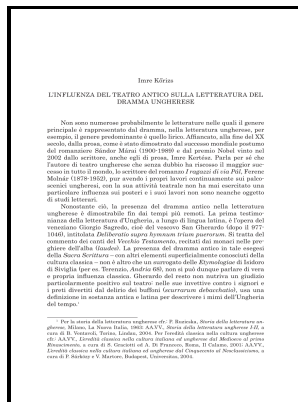 Imre Kőrizs
L'INFLUENZA DEL TEATRO ANTICO SULLA LETTERATURA DEL
DRAMMA UNGHERESE
Non sono numerose probabilmente le letterature nelle quali il genere
principale è rappresentato dal dramma, nella letteratura ungherese, per
esempio, il genere predominante è quello lirico. Affiancato, alla fine del XX
secolo, dalla prosa, come è stato dimostrato dal successo mondiale postumo
del romanziere Sándor Márai (1900-1989) e dal premio Nobel vinto nel
2002 dallo scrittore, anche egli di prosa, Imre Kertész. Parla per sé che
l'autore di teatro ungherese che senza dubbio ha riscosso il maggior suc-
cesso in tutto il mondo, lo scrittore del romanzo I ragazzi di via Pál, Ferenc
Molnár (1878-1952), pur avendo i propri lavori continuamente sui palco-
scenici ungheresi, con la sua attività teatrale non ha mai esercitato una
particolare influenza sui posteri e i suoi lavori non sono neanche oggetto
di studi letterari.
Nonostante ciò, la presenza del dramma antico nella letteratura
ungherese è dimostrabile fin dai tempi più remoti. La prima testimo-
nianza della letteratura d'Ungheria, a lungo di lingua latina, è l'opera del
veneziano Giorgio Sagredo, cioè del vescovo San Gherardo (dopo il 977-
1046), intitolata Deliberatio supra hymnum trium puerorum. Si tratta del
commento dei canti del Vecchio Testamento, recitati dai monaci nelle pre-
ghiere dell'alba (laudes). La presenza del dramma antico in tale esegesi
della Sacra Scrittura – con altri elementi superficialmente conosciuti della
cultura classica – non è altro che un surrogato delle Etymologiae di Isidoro
di Siviglia (per es. Terenzio, Andria 68), non si può dunque parlare di vera
e propria influenza classica. Gherardo del resto non nutriva un giudizio
particolarmente positivo sul teatro: nelle sue invettive contro i signori e
i preti divertiti dal delirio dei buffoni (scurrarum dementia), usa una
definizione in sostanza antica e latina per descrivere i mimi dell'Ungheria
del tempo.¹